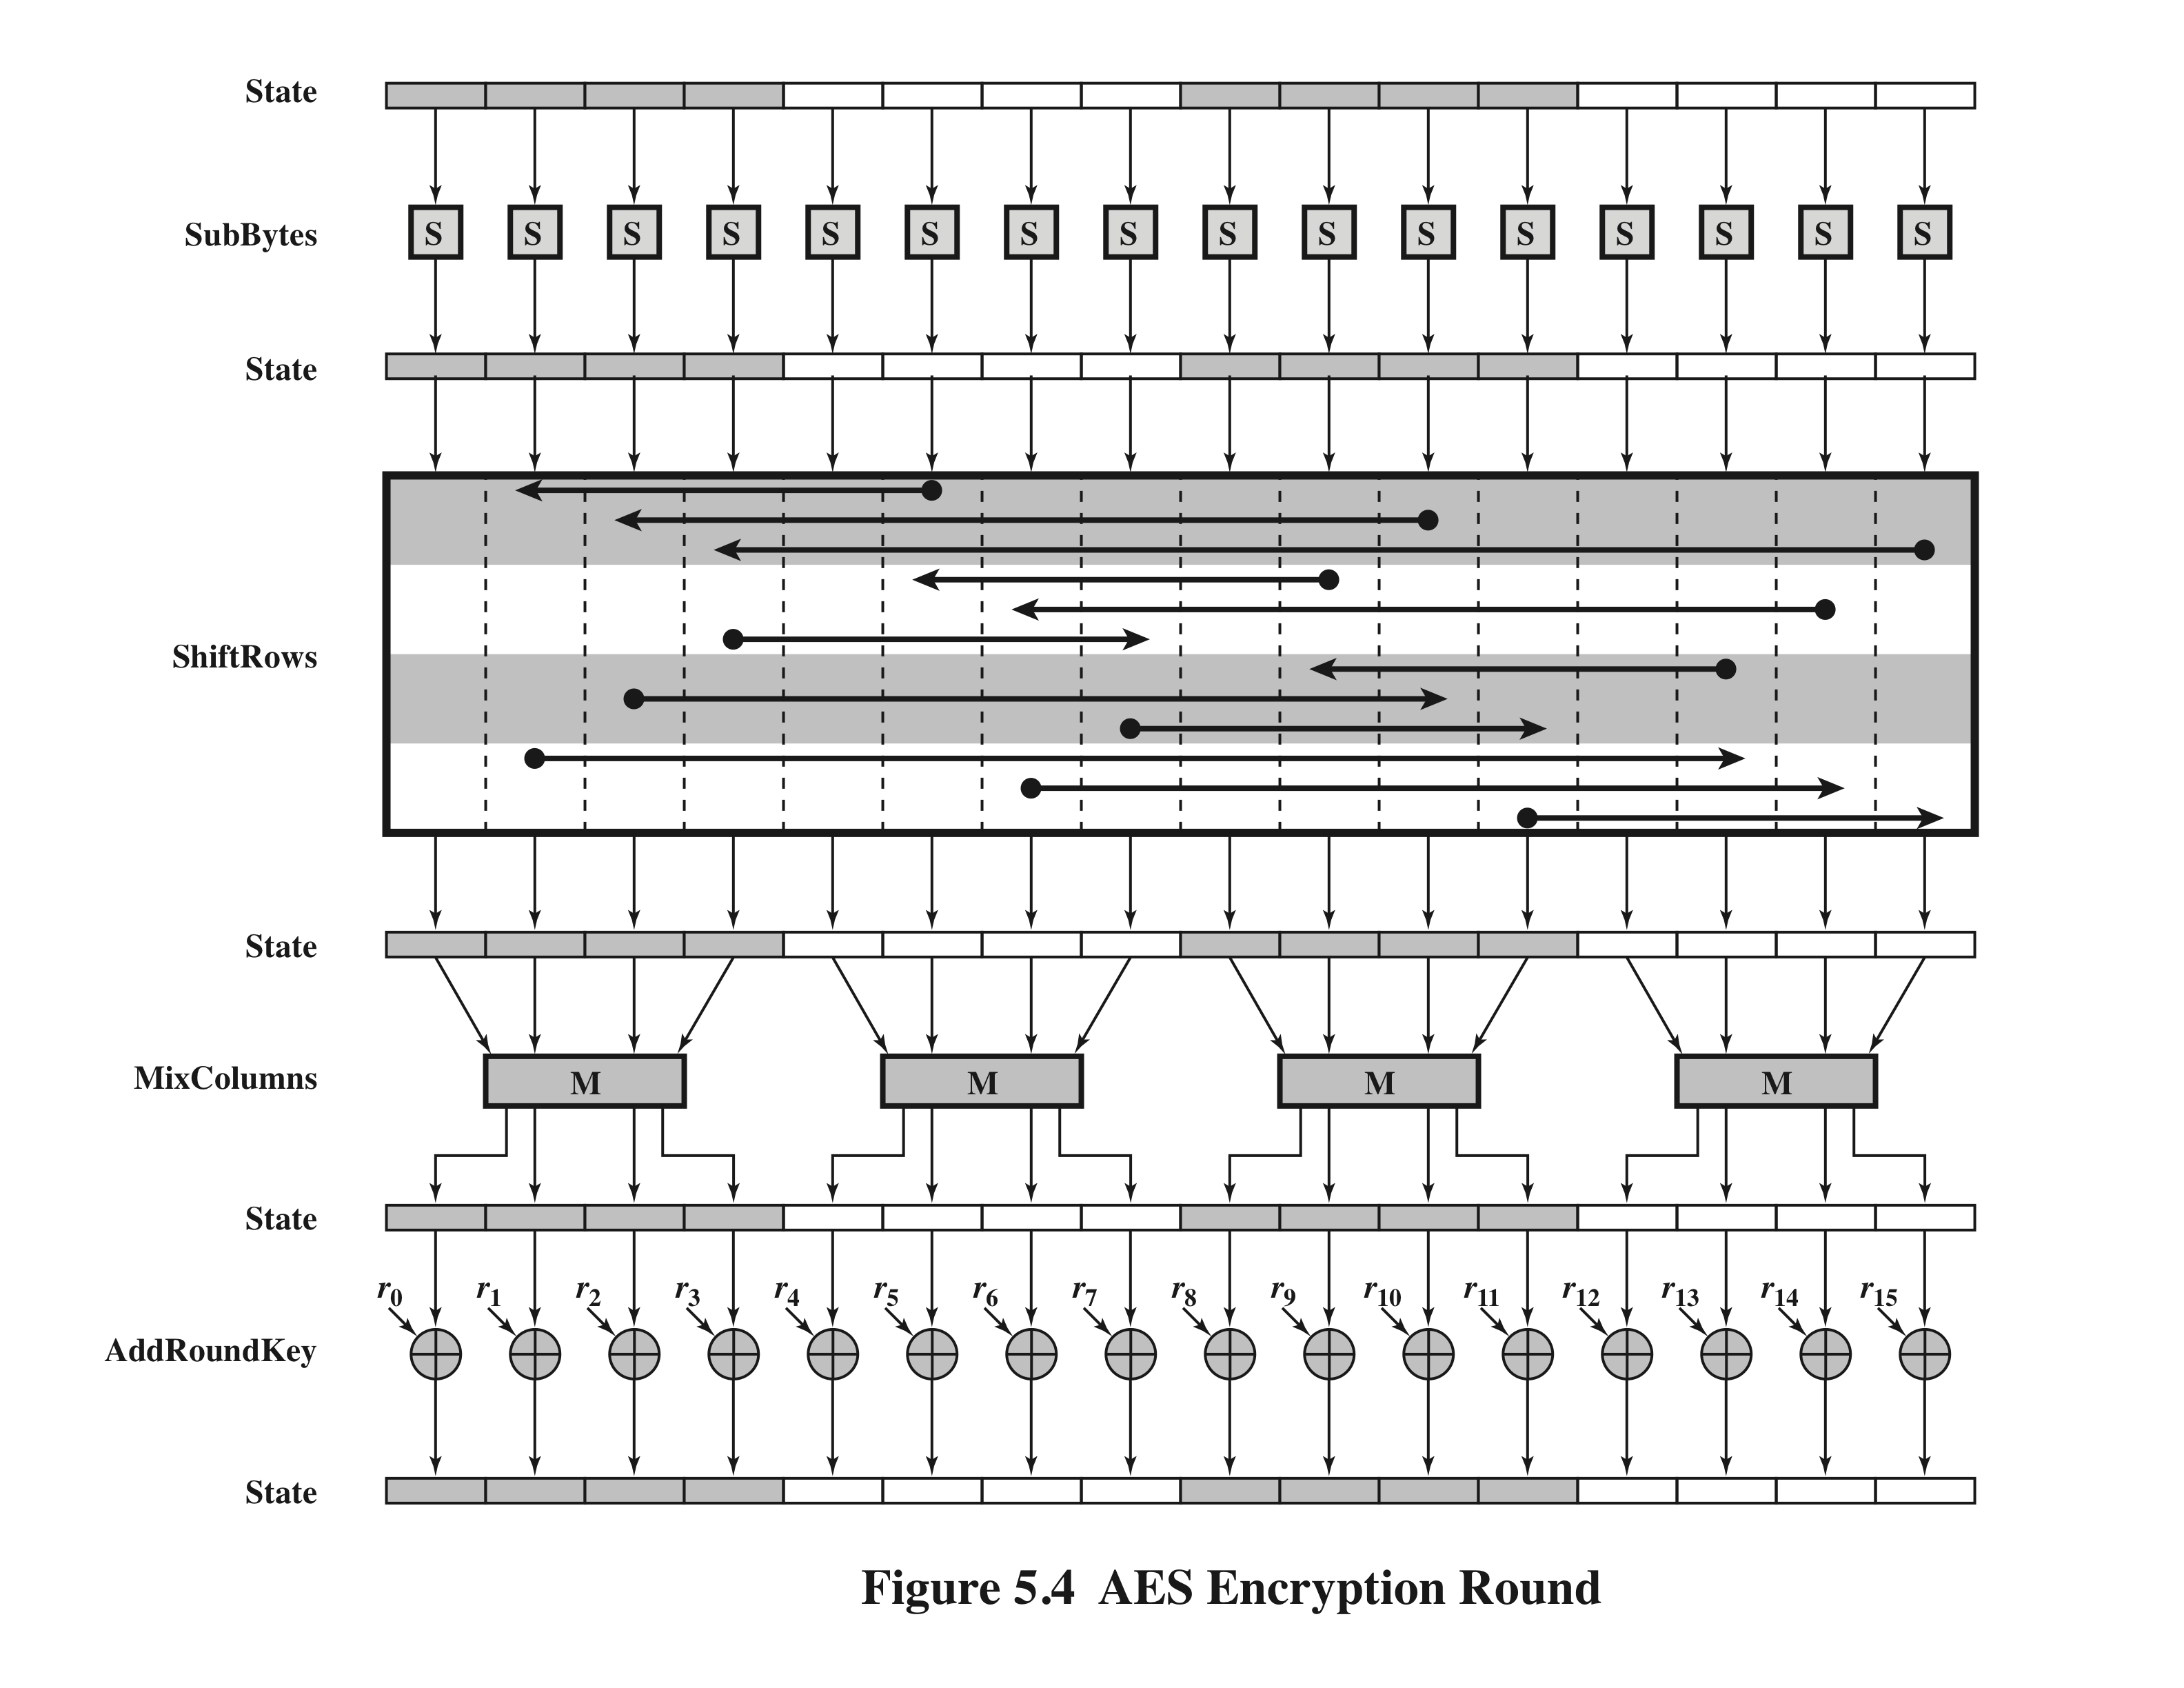 State
SubBytes S S S S S S S S S S S S S S S S
State
ShiftRows
State
MixColumns M M M M
State
r0 r1 r2 r3 r4 r5 r6 r7 r8 r9 r10 r11 r12 r13 r14 r15
AddRoundKey
State
Figure 5.4 AES Encryption Round